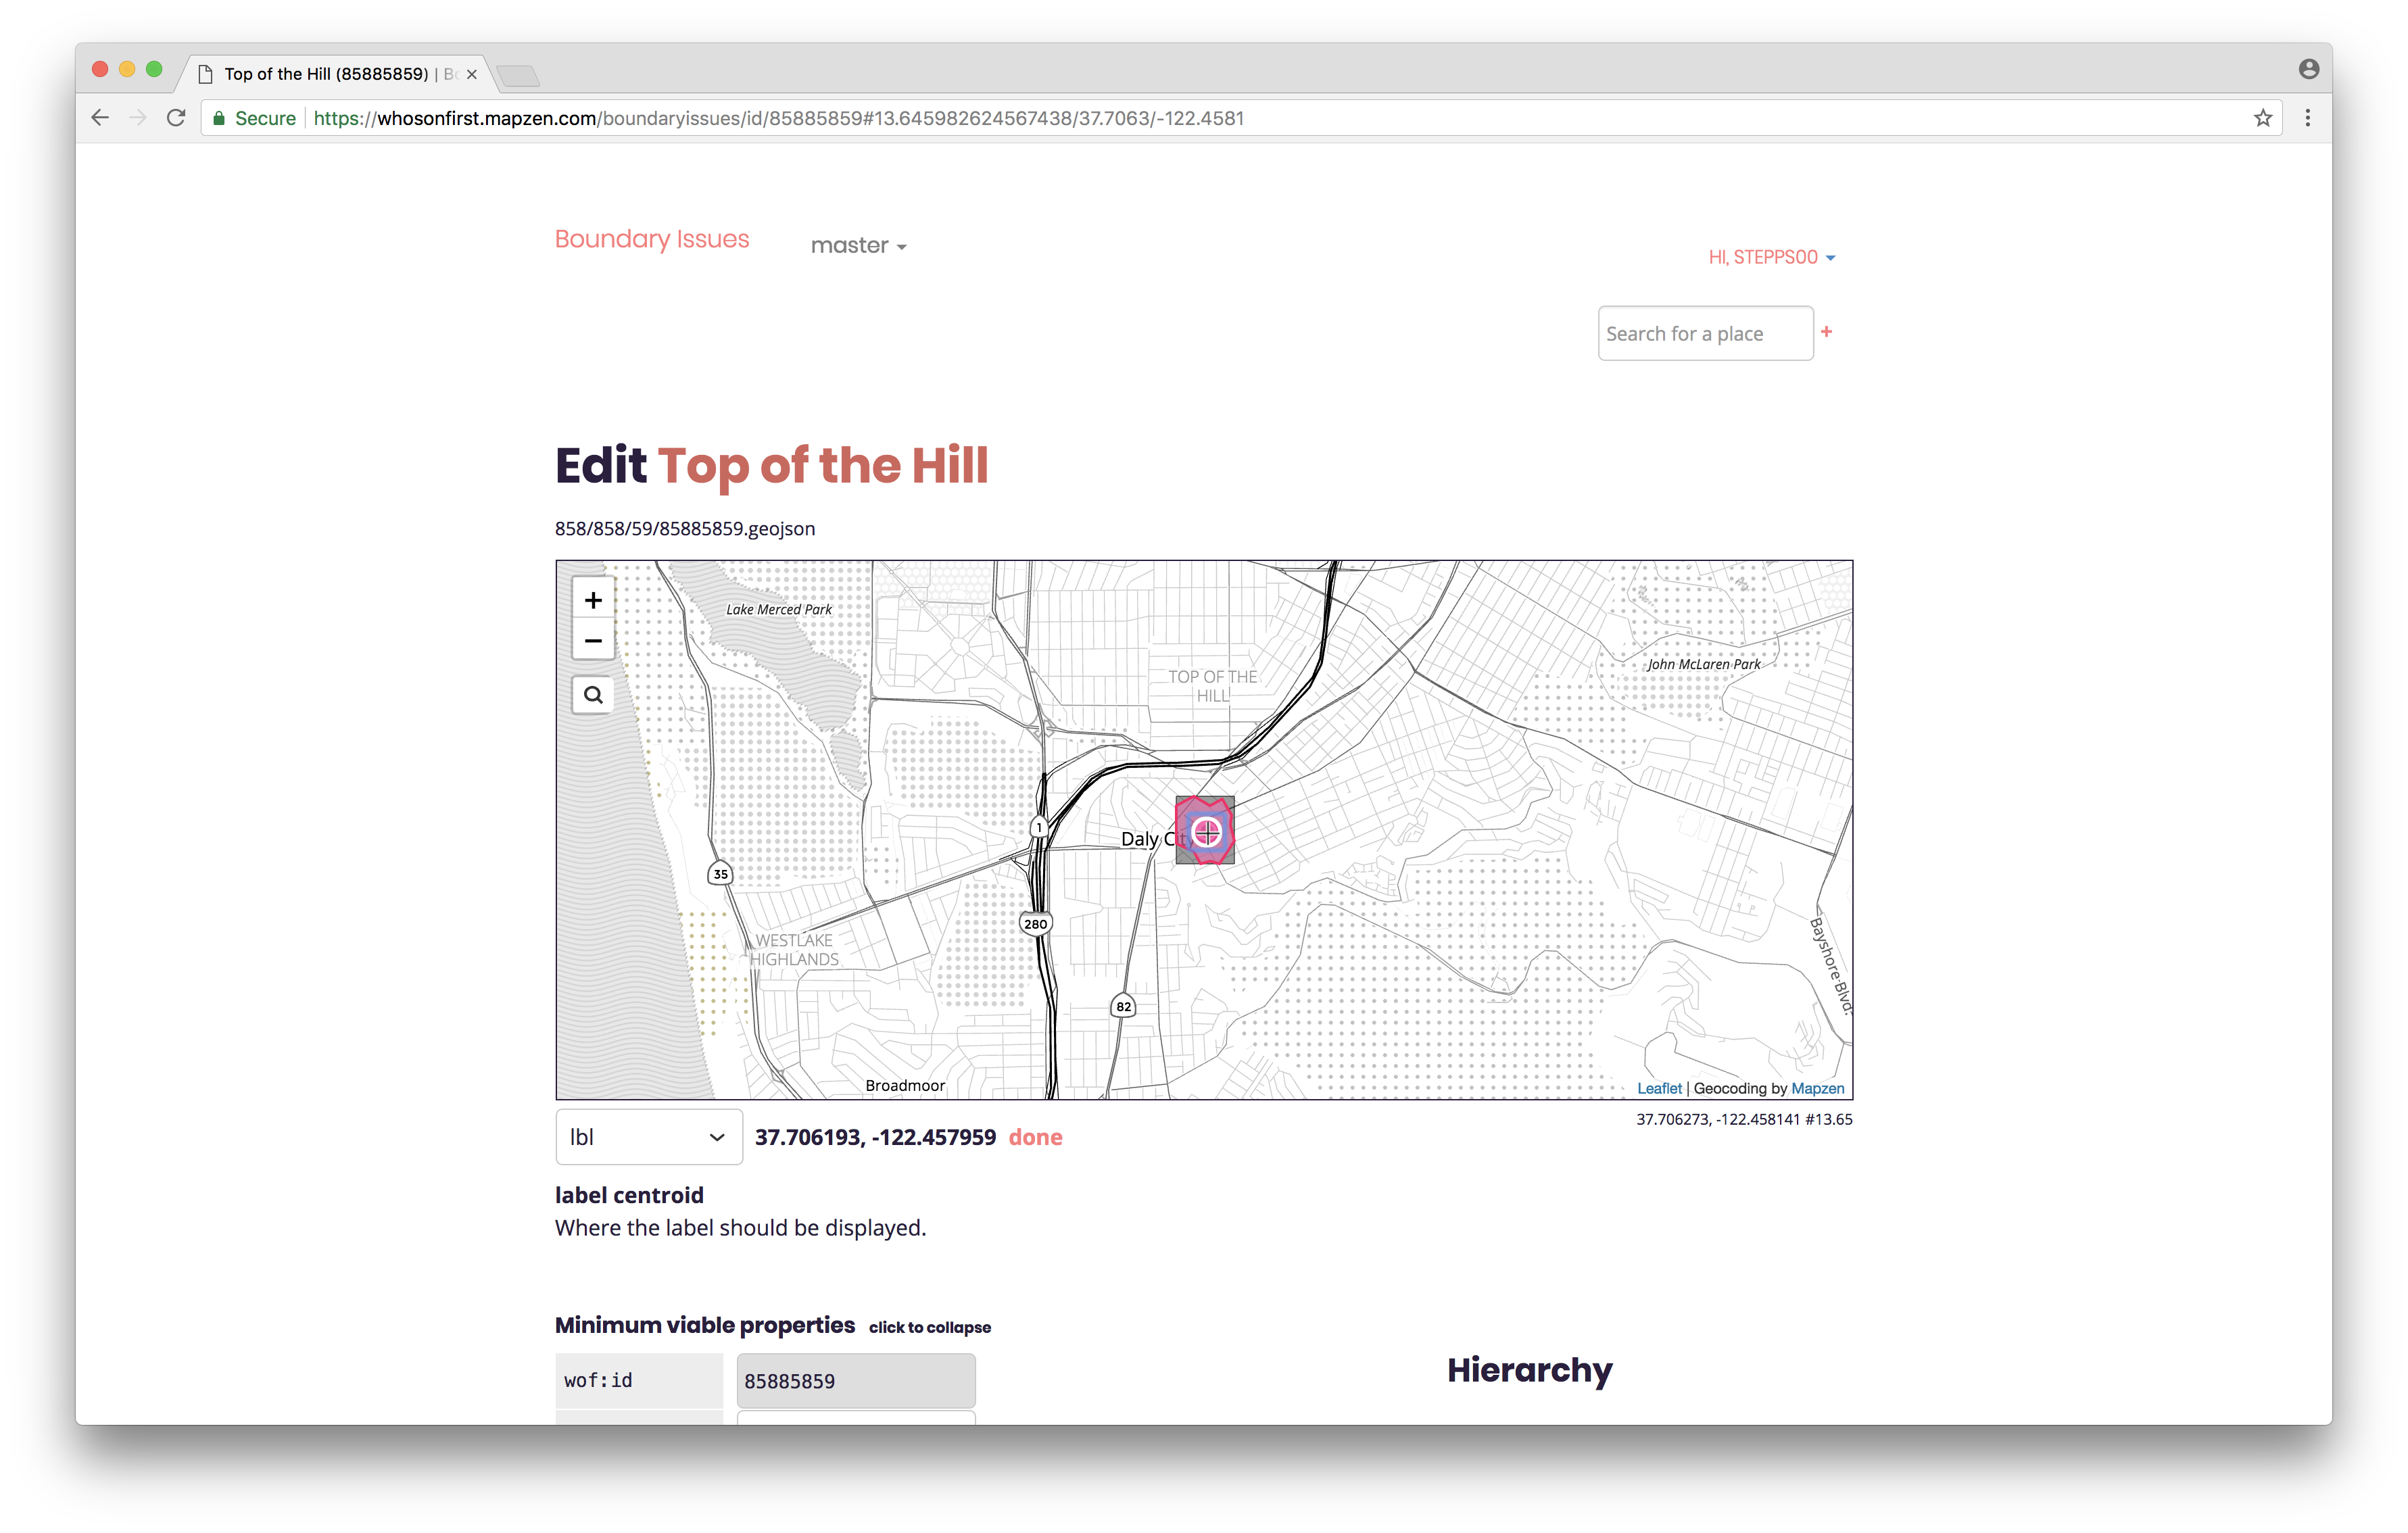 Top of the Hill (85885859) | Bo
Secure https://whosonfirst.mapzen.com/boundaryissues/id/85885859#13.645982624567438/37.7063/-122.4581
Boundary Issues
master
HI, STEPPS00
Search for a place +
Edit Top of the Hill
858/858/59/85885859.geojson
+
−
Lake Merced Park
TOP OF THE
HILL
John McLaren Park
1
Daly Cit
35
280
WESTLAKE
HIGHLANDS
82
Bayshore Blvd.
Broadmoor
Leaflet | Geocoding by Mapzen
lbl
37.706193, -122.457959 done
37.706273, -122.458141 #13.65
label centroid
Where the label should be displayed.
Minimum viable properties click to collapse
wof:id
85885859
Hierarchy